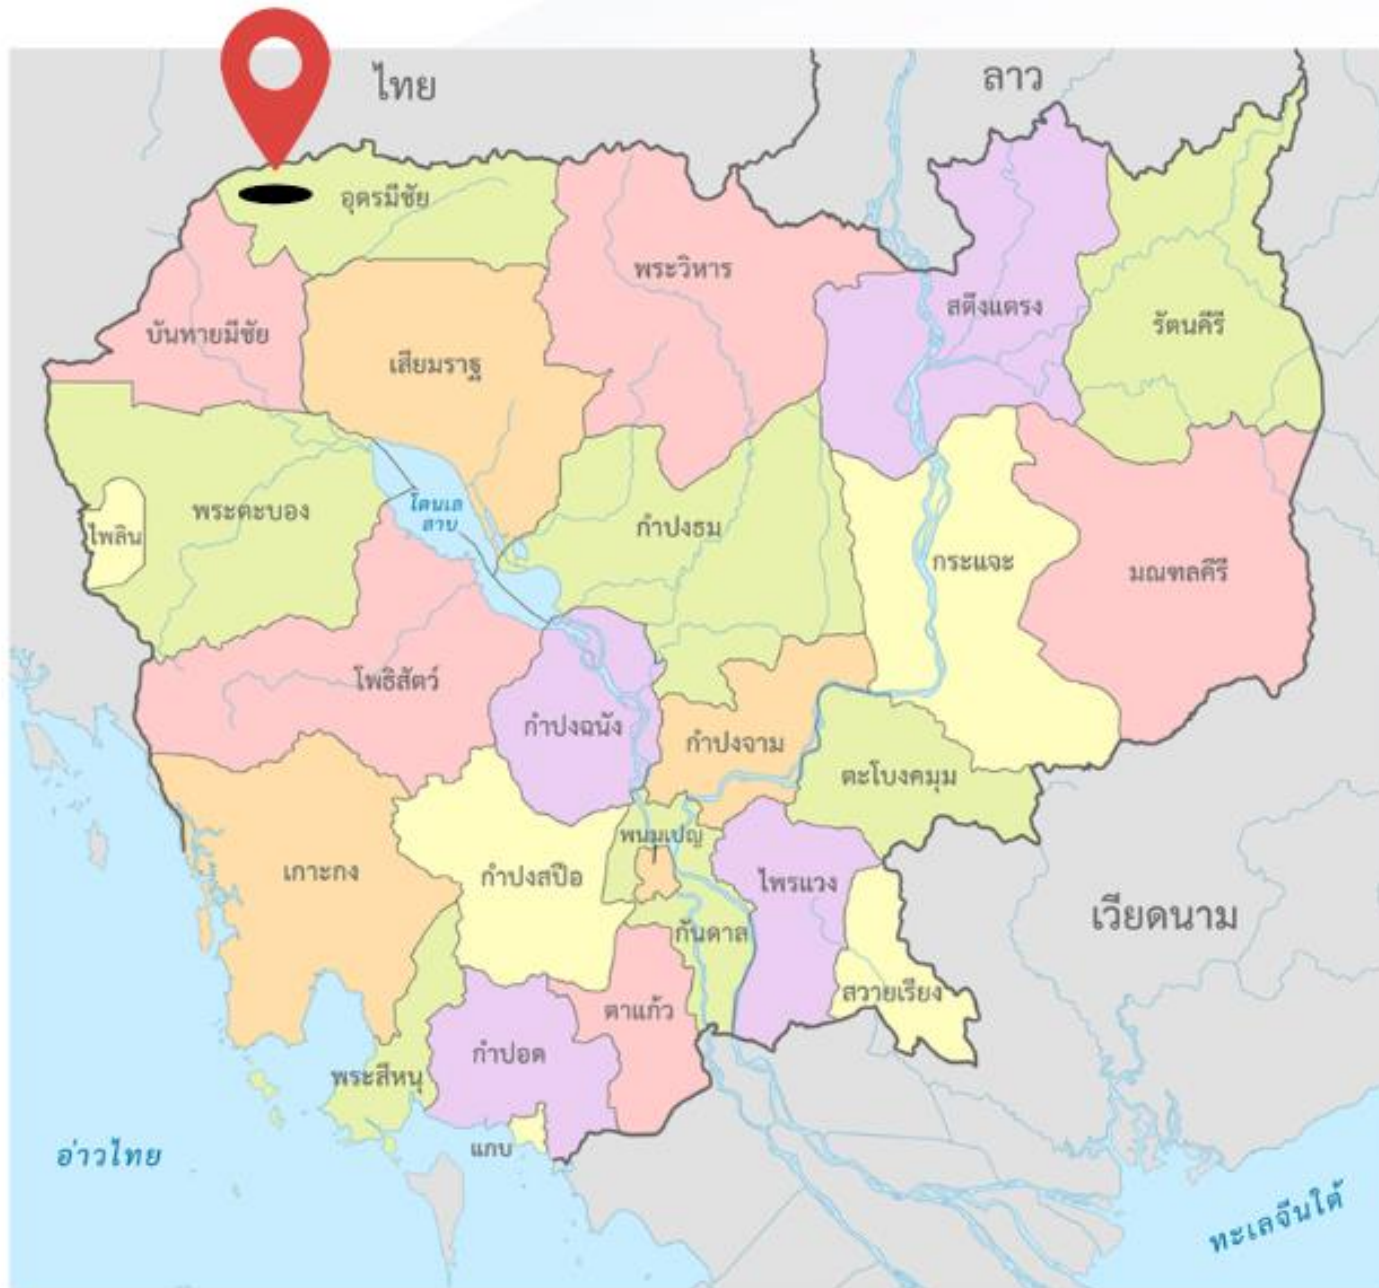 ไทย
ลาว
อุดรมีชัย
พระวิหาร
สตึงแตรง
รัตนคีรี
บันทายมีชัย
เสียมราฐ
พระตะบอง
ไพลิน
โตนเล
สาบ
กำปงธม
กระแจะ
มณฑลคีรี
โพธิสัตว์
กำปงฉนัง
กำปงจาม
ตะโบงคมุม
พนมเปญ
เกาะกง
กำปงสปือ
ไพรแวง
เวียดนาม
กันดาล
สวายเรียง
ตาแก้ว
กำปอด
พระสีหนุ
แกบ
อ่าวไทย
ทะเลจีนใต้